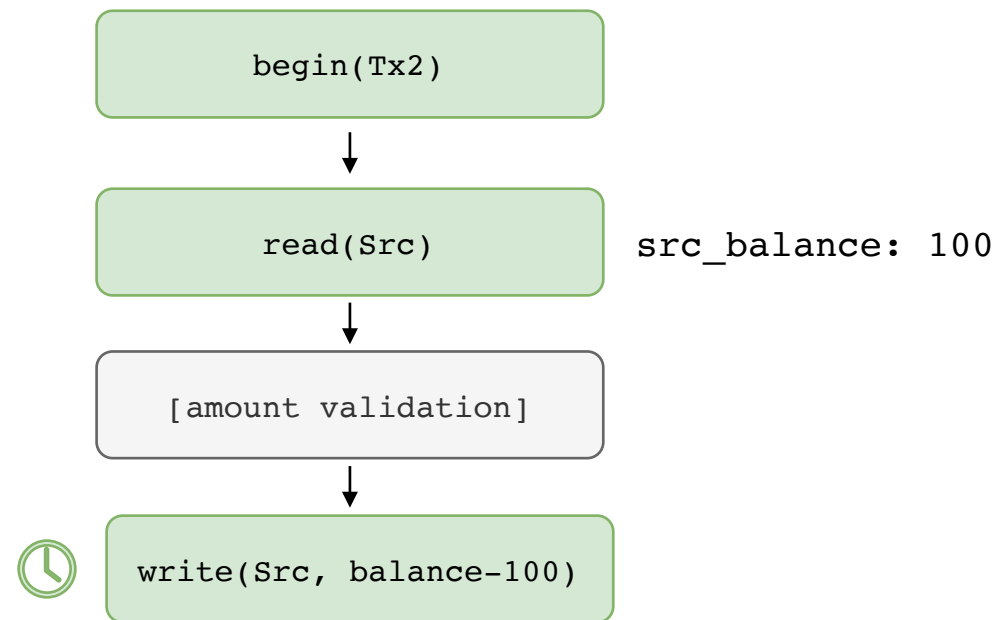 begin(Tx2)
read(Src)
src_balance: 100
[amount validation]
write(Src, balance-100)